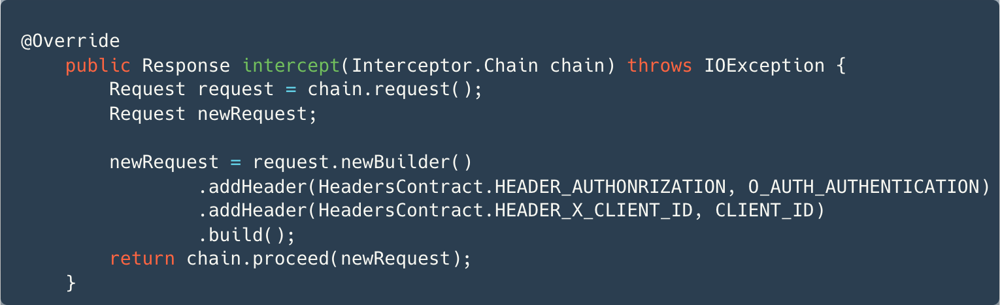 @Override
    public Response intercept(Interceptor.Chain chain) throws IOException {
        Request request = chain.request();
        Request newRequest;
        newRequest = request.newBuilder()
                .addHeader(HeadersContract.HEADER_AUTHONRIZATION, O_AUTH_AUTHENTICATION)
                .addHeader(HeadersContract.HEADER_X_CLIENT_ID, CLIENT_ID)
                .build();
        return chain.proceed(newRequest);
    }